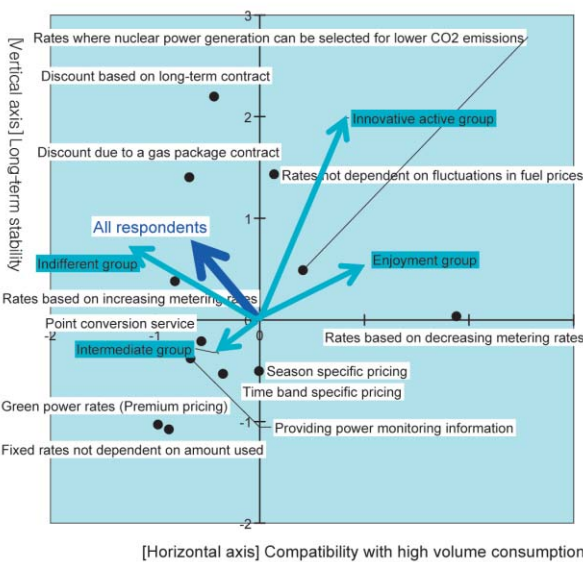 3
Rates where nuclear power generation can be selected for lower CO2 emissions
[Vertical axis] Long-term stability
Discount based on long-term contract
2
Innovative active group
Discount due to a gas package contract
Rates not dependent on fluctuations in fuel prices
1
All respondents
Indifferent group
Enjoyment group
Rates based on increasing metering rates
Point conversion service
-2
0
Rates based on decreasing metering rates
Intermediate group
Season specific pricing
Time band specific pricing
Green power rates (Premium pricing)
-1
Providing power monitoring information
Fixed rates not dependent on amount used
-2
[Horizontal axis] Compatibility with high volume consumption